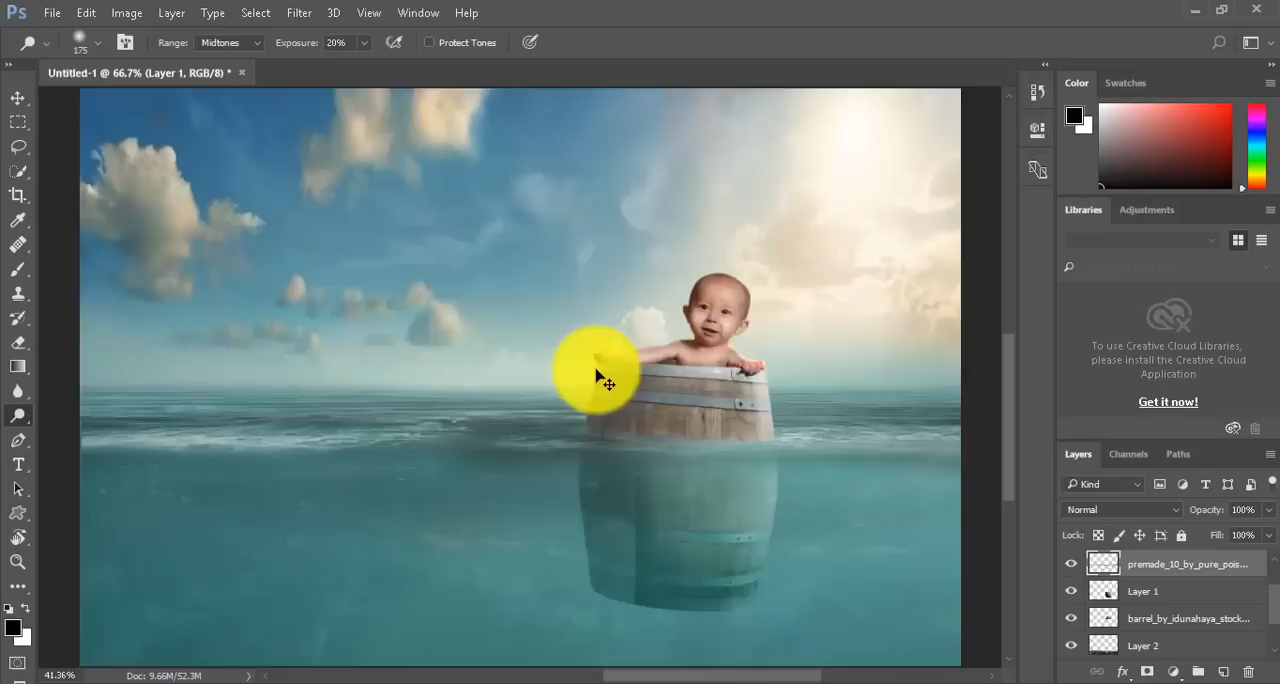 Ps File Edit Image Layer Type Select Filter 3D View Window Help
175 Range: Midtones Exposure: 20% Protect Tones
Untitled-1 @ 66.7% (Layer 1, RGB/8) * ×
Color Swatches
Libraries Adjustments
To use Creative Cloud Libraries,
please install the Creative Cloud
Application
Get it now!
Layers Channels Paths
Kind
Normal Opacity: 100%
Lock: Fill: 100%
premade_10_by_pure_pois...
Layer 1
barrel_by_idunahaya_stock...
Layer 2
41.36% Doc: 9.66M/52.3M